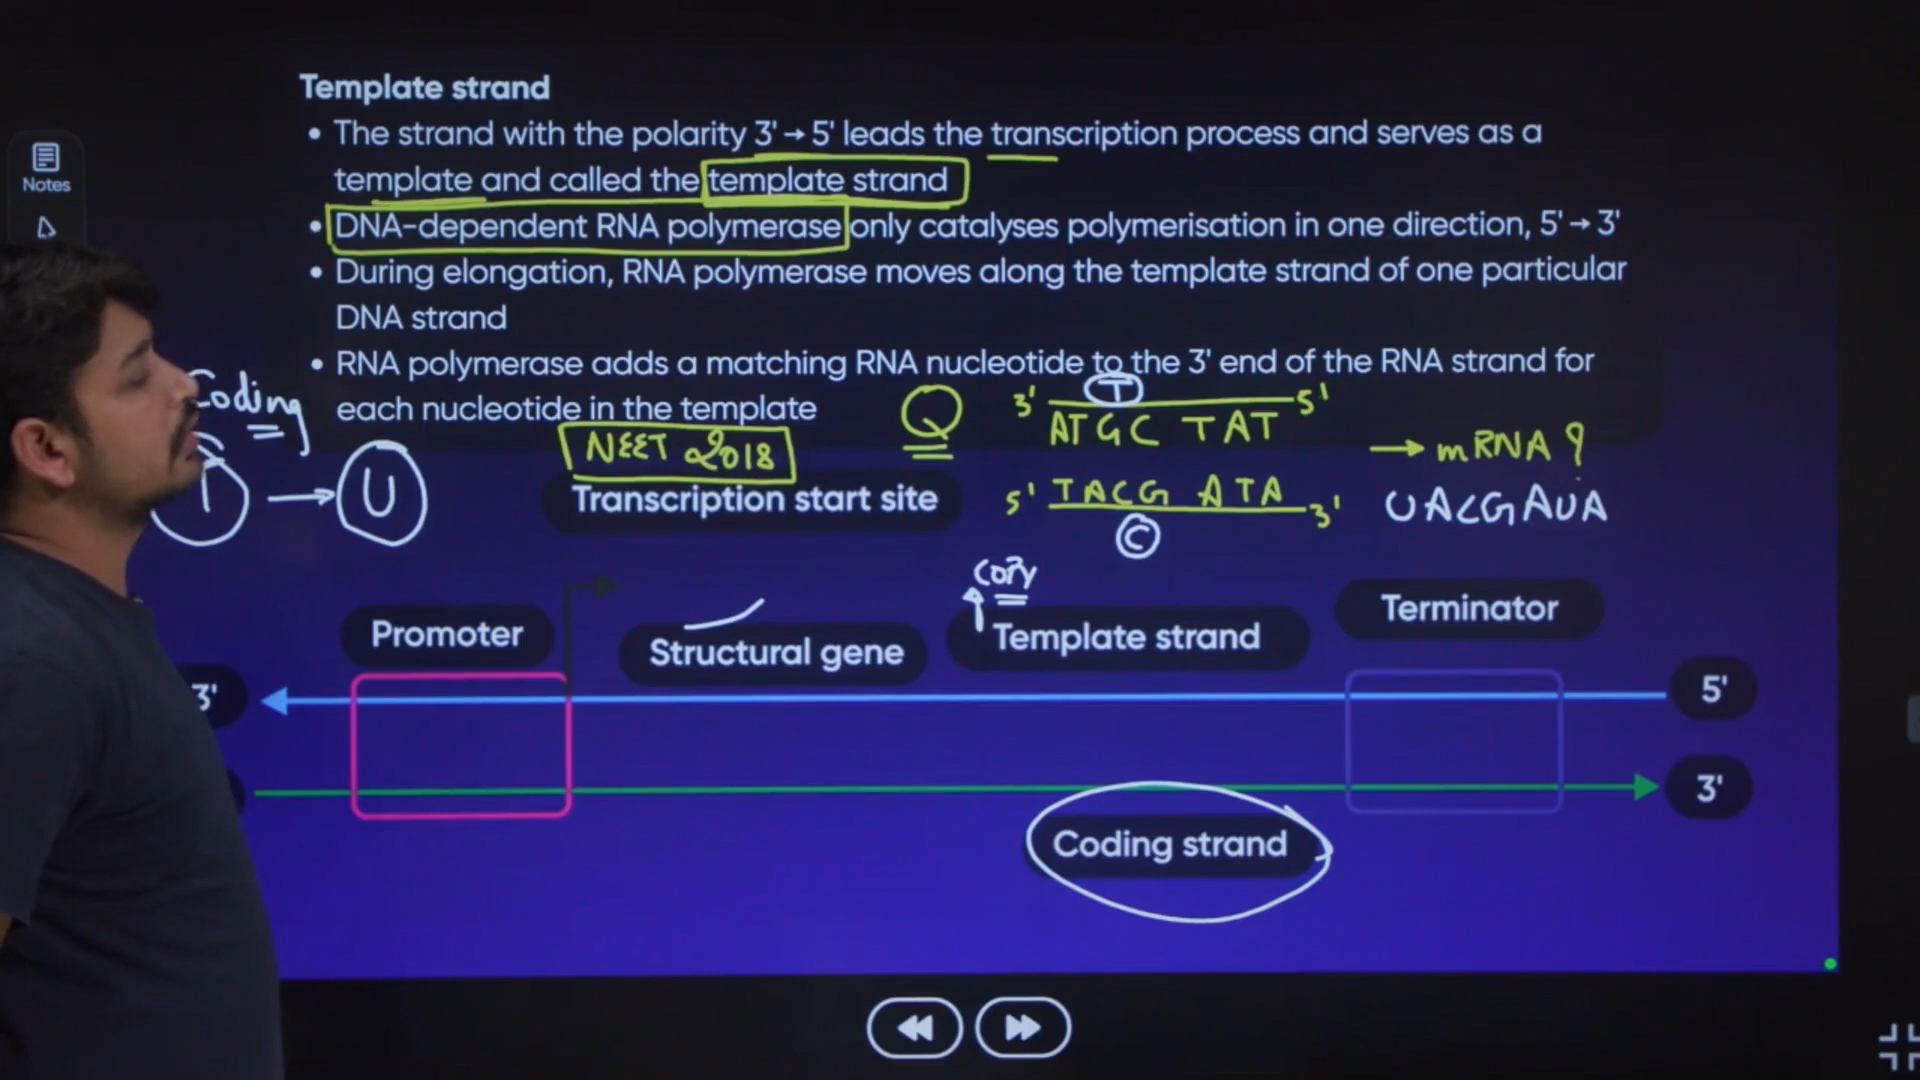 Template strand
• The strand with the polarity 3' → 5' leads the transcription process and serves as a
template and called the template strand
• DNA-dependent RNA polymerase only catalyses polymerisation in one direction, 5' → 3'
• During elongation, RNA polymerase moves along the template strand of one particular
DNA strand
• RNA polymerase adds a matching RNA nucleotide to the 3' end of the RNA strand for
each nucleotide in the template
Notes
Coding
T → U
NEET 2018
Q
T
3' ATGC TAT 5'
→ mRNA ?
5' TACG ATA 3'
UACGAUA
C
Transcription start site
Copy
Promoter
Structural gene
Template strand
Terminator
3'
5'
3'
Coding strand